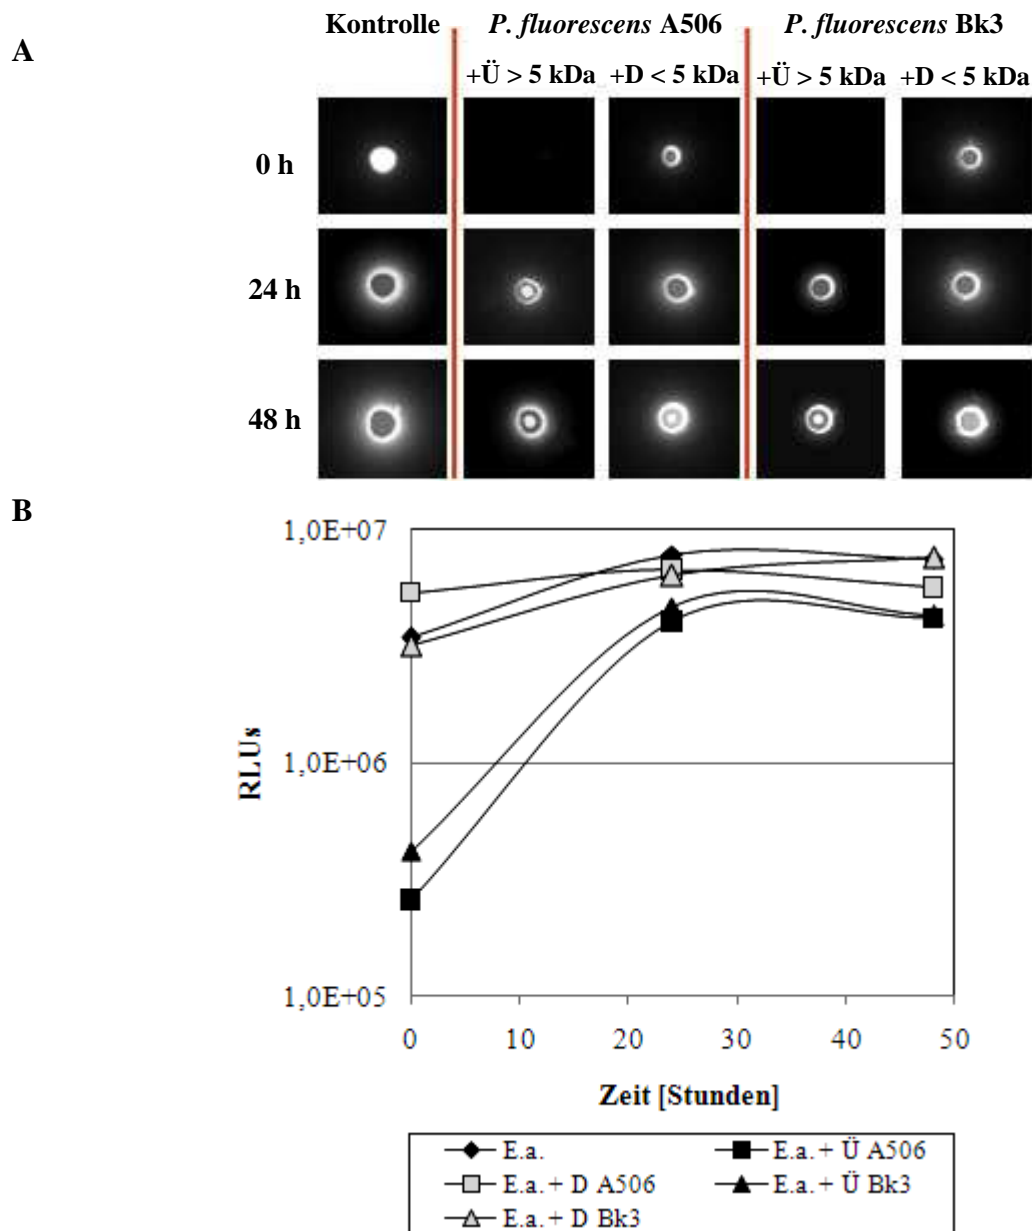 A
Kontrolle P. fluorescens A506 P. fluorescens Bk3
+Ü > 5 kDa +D < 5 kDa +Ü > 5 kDa +D < 5 kDa
0 h
24 h
48 h
B
1,0E+07
1,0E+06
1,0E+05
RLUs
0 10 20 30 40 50
Zeit [Stunden]
E.a. E.a. + Ü A506
E.a. + D A506 E.a. + Ü Bk3
E.a. + D Bk3